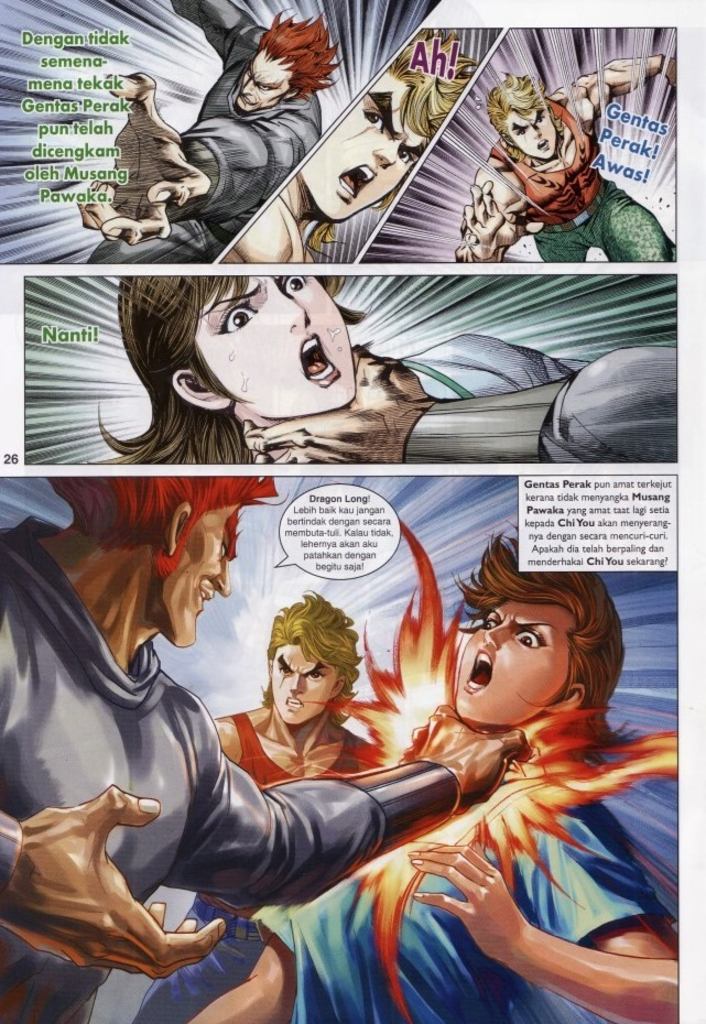 Dengan tidak
semena-
mena tekak
Gentas Perak
pun telah
dicengkam
oleh Musang
Pawaka.
Ah!
Gentas
Perak!
Awas!
Nanti!
26
Dragon Long!
Lebih baik kau jangan
bertindak dengan secara
membuta-tuli. Kalau tidak,
lehernya akan aku
patahkan dengan
begitu saja!
Gentas Perak pun amat terkejut
kerana tidak menyangka Musang
Pawaka yang amat taat lagi setia
kepada Chi You akan menyerang-
nya dengan secara mencuri-curi.
Apakah dia telah berpaling dan
menderhakai Chi You sekarang?